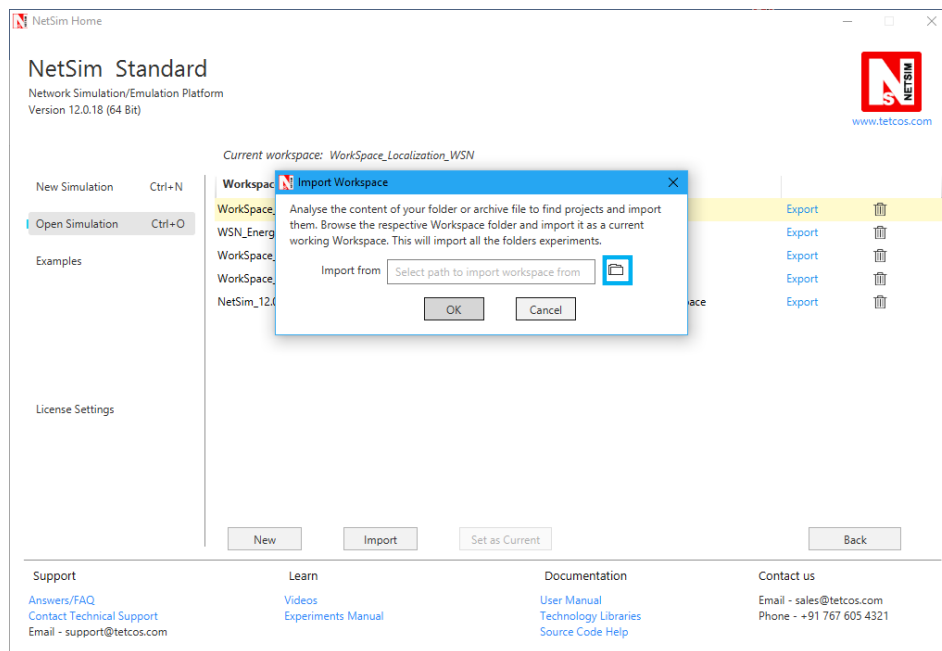 NetSim Home
NetSim Standard
Network Simulation/Emulation Platform
Version 12.0.18 (64 Bit)
NETSIM
www.tetcos.com
Current workspace: WorkSpace_Localization_WSN
New Simulation Ctrl+N
Open Simulation Ctrl+O
Examples
License Settings
Workspac
WorkSpace_ Export
WSN_Energ Export
WorkSpace_ Export
WorkSpace_ Export
NetSim_12.0 ace Export
Import Workspace
Analyse the content of your folder or archive file to find projects and import
them. Browse the respective Workspace folder and import it as a current
working Workspace. This will import all the folders experiments.
Import from Select path to import workspace from
OK Cancel
New Import Set as Current Back
Support Learn Documentation Contact us
Answers/FAQ Videos User Manual Email - sales@tetcos.com
Contact Technical Support Experiments Manual Technology Libraries Phone - +91 767 605 4321
Email - support@tetcos.com Source Code Help